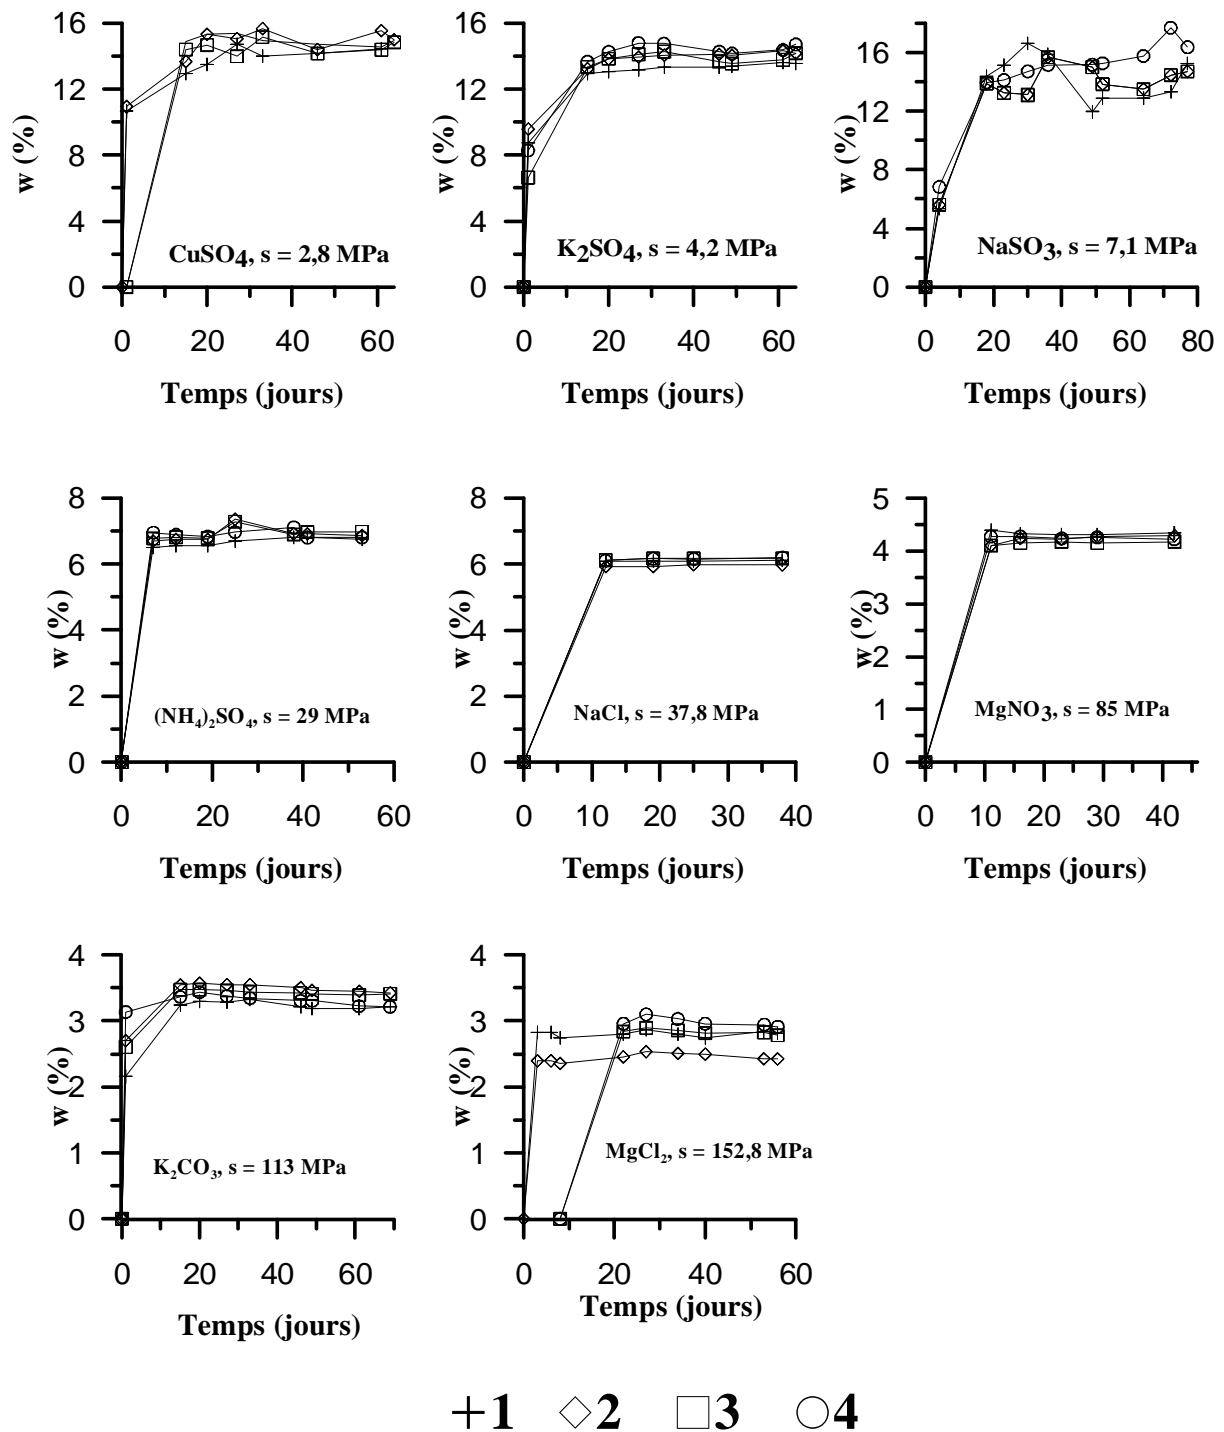 16
12
8
4
0
w (%)
CuSO4, s = 2,8 MPa
0 20 40 60
Temps (jours)
16
12
8
4
0
w (%)
K2SO4, s = 4,2 MPa
0 20 40 60
Temps (jours)
16
12
8
4
0
w (%)
NaSO3, s = 7,1 MPa
0 20 40 60 80
Temps (jours)
8
6
4
2
0
w (%)
(NH4)2SO4, s = 29 MPa
0 20 40 60
Temps (jours)
8
6
4
2
0
w (%)
NaCl, s = 37,8 MPa
0 10 20 30 40
Temps (jours)
5
4
3
2
1
0
w (%)
MgNO3, s = 85 MPa
0 10 20 30 40
Temps (jours)
4
3
2
1
0
w (%)
K2CO3, s = 113 MPa
0 20 40 60
Temps (jours)
4
3
2
1
0
w (%)
MgCl2, s = 152,8 MPa
0 20 40 60
Temps (jours)
1 2 3 4